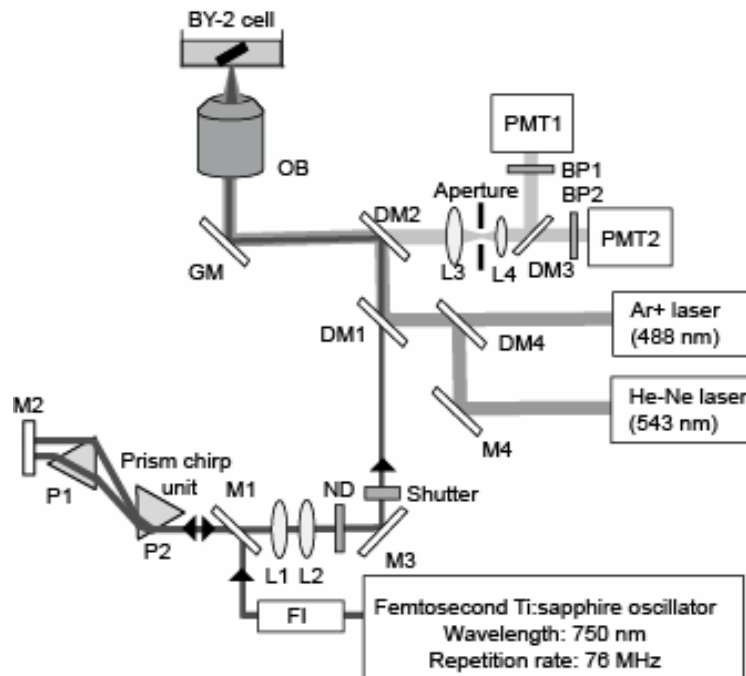 BY-2 cell
PMT1
OB
BP1
Aperture
BP2
DM2
PMT2
GM
L3
L4
DM3
Ar+ laser
(488 nm)
DM1
DM4
He-Ne laser
(543 nm)
M2
M4
Prism chirp
unit
P1
M1
ND
Shutter
P2
L1
L2
M3
FI
Femtosecond Ti:sapphire oscillator
Wavelength: 750 nm
Repetition rate: 76 MHz